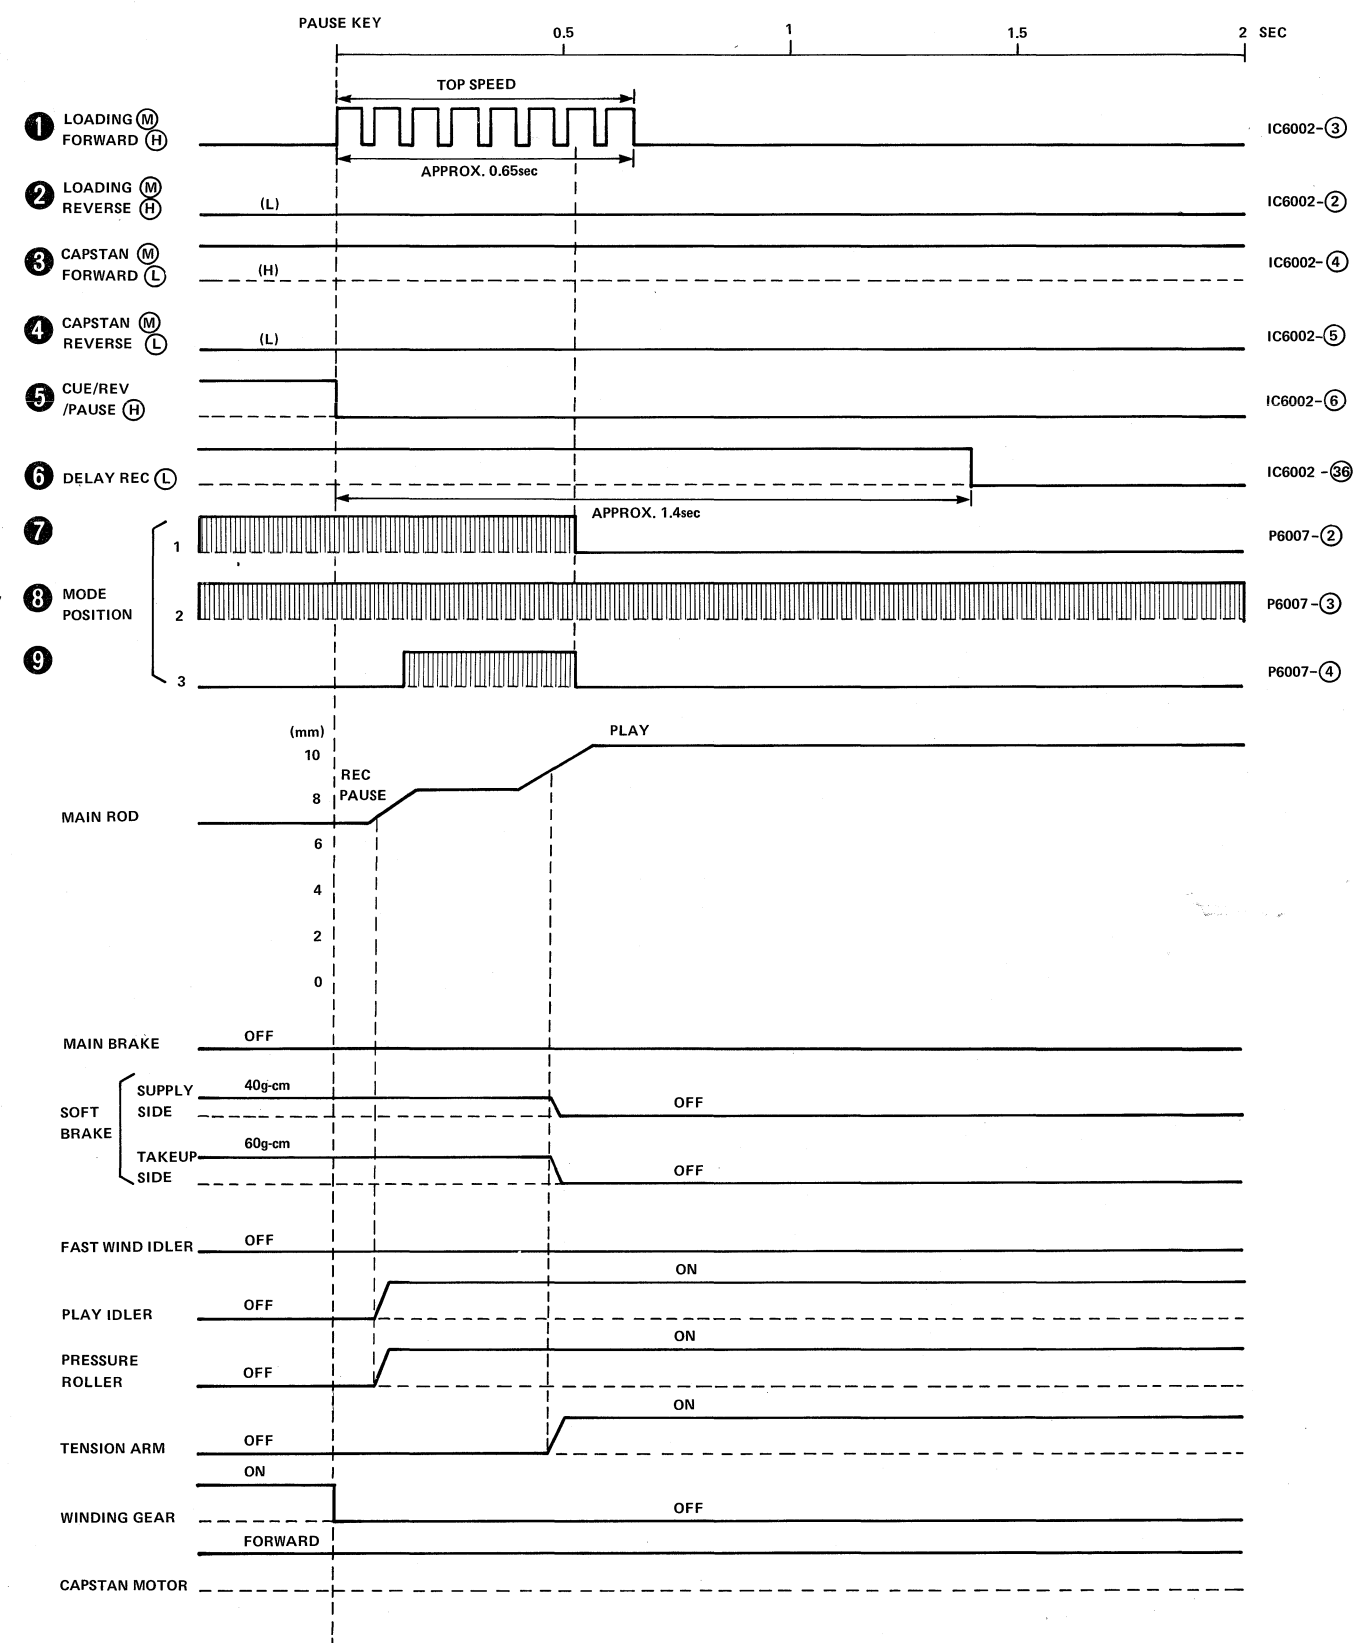 PAUSE KEY
0.5 1 1.5 2 SEC
TOP SPEED
1 LOADING M
FORWARD H
IC6002-3
APPROX. 0.65sec
2 LOADING M
REVERSE H
(L)
IC6002-2
3 CAPSTAN M
FORWARD L
(H)
IC6002-4
4 CAPSTAN M
REVERSE L
(L)
IC6002-5
5 CUE/REV
/PAUSE H
IC6002-6
6 DELAY REC L
IC6002-36
APPROX. 1.4sec
7
1
P6007-2
8 MODE
POSITION
2
P6007-3
9
3
P6007-4
(mm)
10
PLAY
REC
PAUSE
8
MAIN ROD
6
4
2
0
MAIN BRAKE
OFF
SOFT
BRAKE
SUPPLY
SIDE
40g-cm
OFF
TAKEUP
SIDE
60g-cm
OFF
FAST WIND IDLER
OFF
PLAY IDLER
OFF
ON
PRESSURE
ROLLER
OFF
ON
TENSION ARM
OFF
ON
WINDING GEAR
ON
OFF
CAPSTAN MOTOR
FORWARD